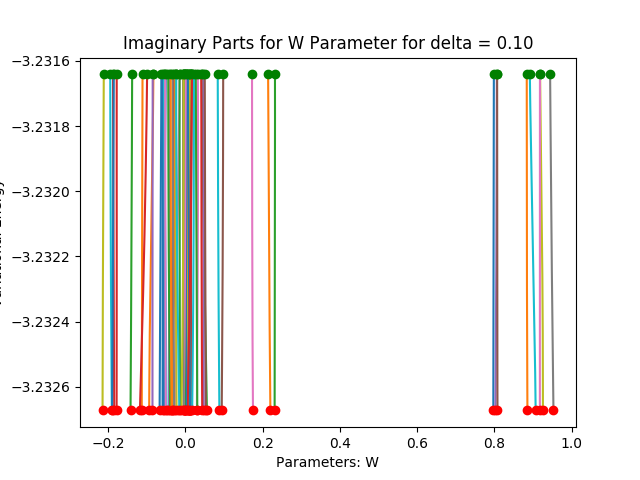 Imaginary Parts for W Parameter for delta = 0.10
−3.2316
−3.2318
−3.2320
−3.2322
−3.2324
−3.2326
−0.2 0.0 0.2 0.4 0.6 0.8 1.0
Parameters: W